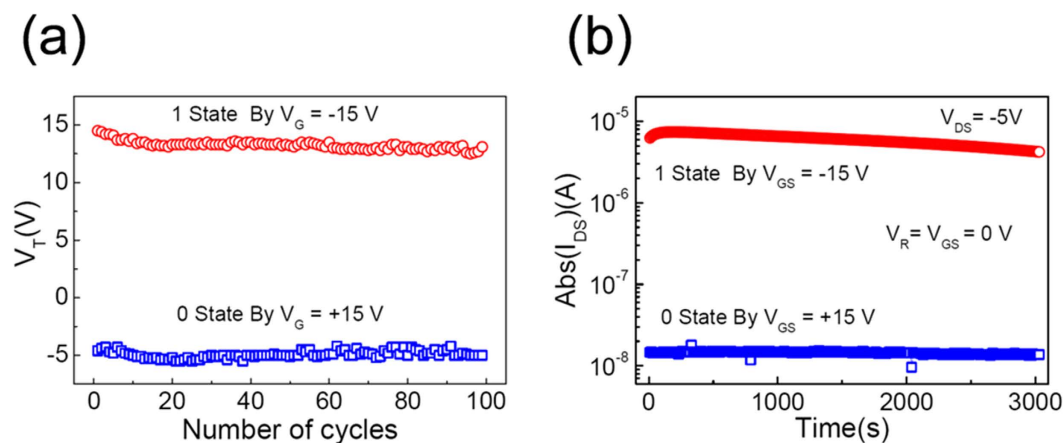 (a)
(b)
15
10
5
0
-5
V_T(V)
1 State By V_G = -15 V
0 State By V_G = +15 V
0 20 40 60 80 100
Number of cycles
10^-5
10^-6
10^-7
10^-8
Abs(I_DS)(A)
V_DS = -5V
1 State By V_GS = -15 V
V_R = V_GS = 0 V
0 State By V_GS = +15 V
0 1000 2000 3000
Time(s)